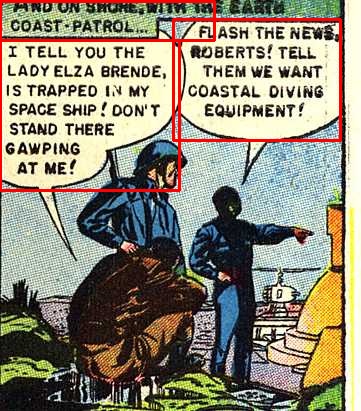 AND ON SHORE, WITH THE EARTH
COAST-PATROL...
I TELL YOU THE
LADY ELZA BRENDE,
IS TRAPPED IN MY
SPACE SHIP! DON'T
STAND THERE
GAWPING
AT ME!
FLASH THE NEWS,
ROBERTS! TELL
THEM WE WANT
COASTAL DIVING
EQUIPMENT!